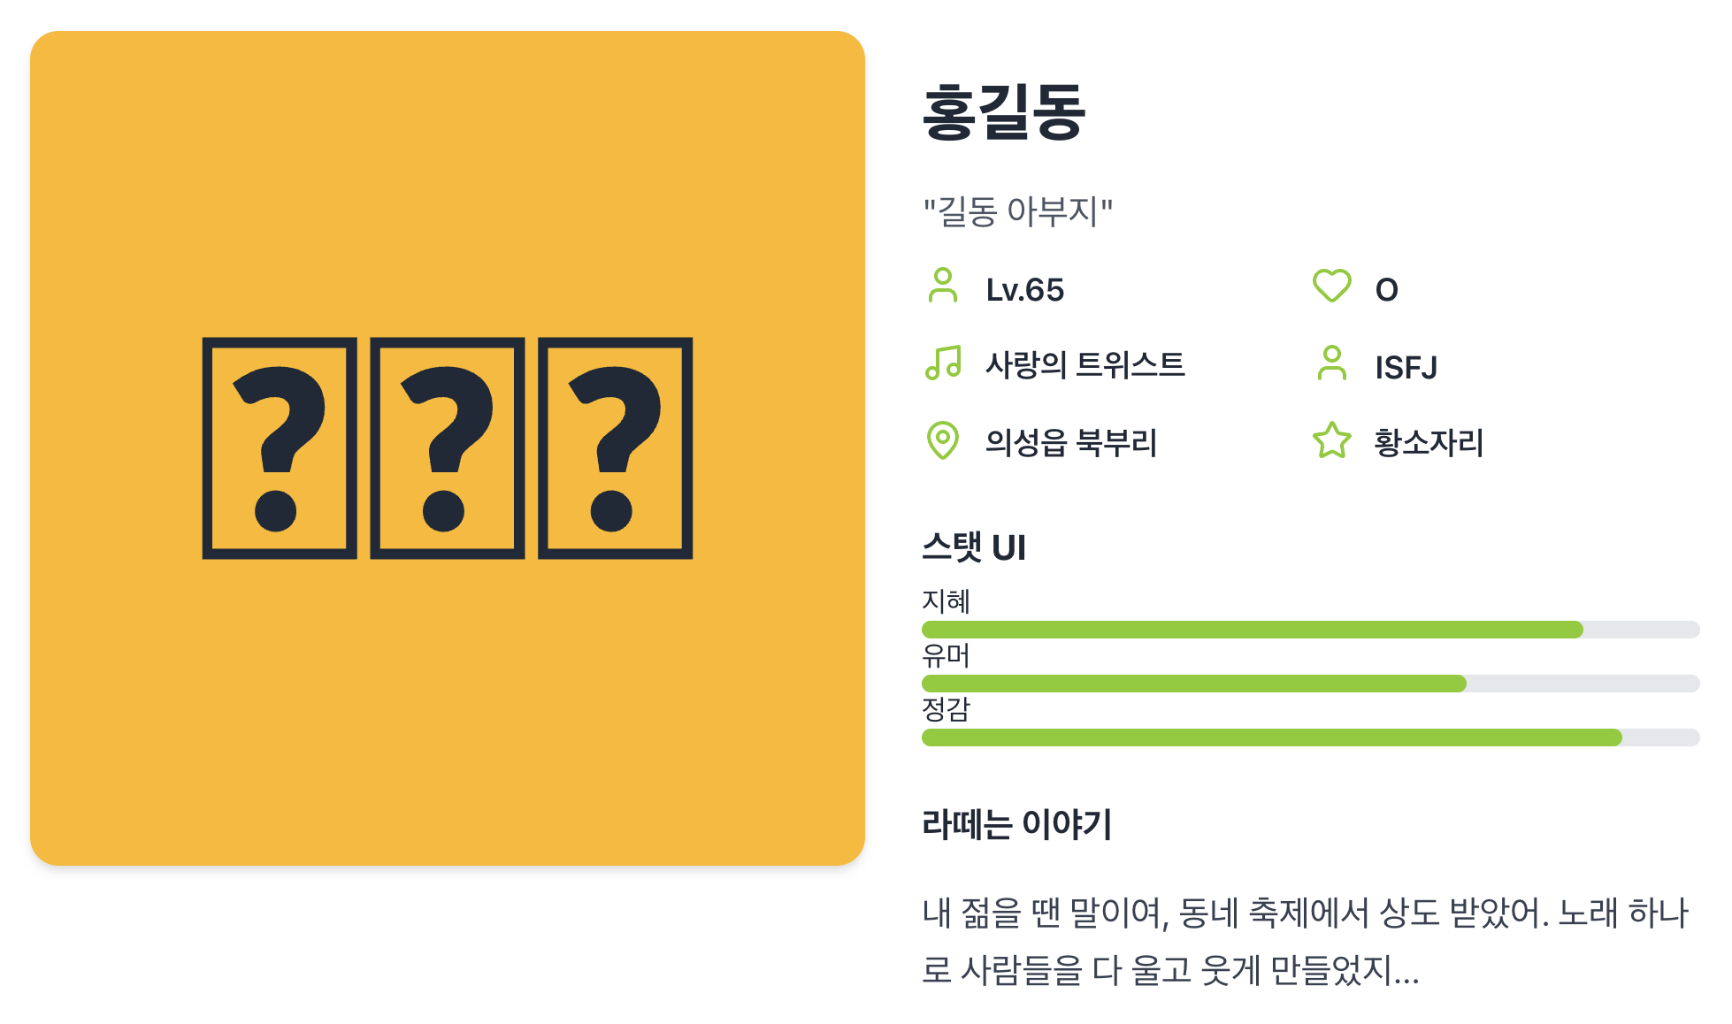 ???
홍길동
"길동 아부지"
Lv.65
O
사랑의 트위스트
ISFJ
의성읍 북부리
황소자리
스탯 UI
지혜
유머
정감
라떼는 이야기
내 젊을 땐 말이여, 동네 축제에서 상도 받았어. 노래 하나
로 사람들을 다 울고 웃게 만들었지...